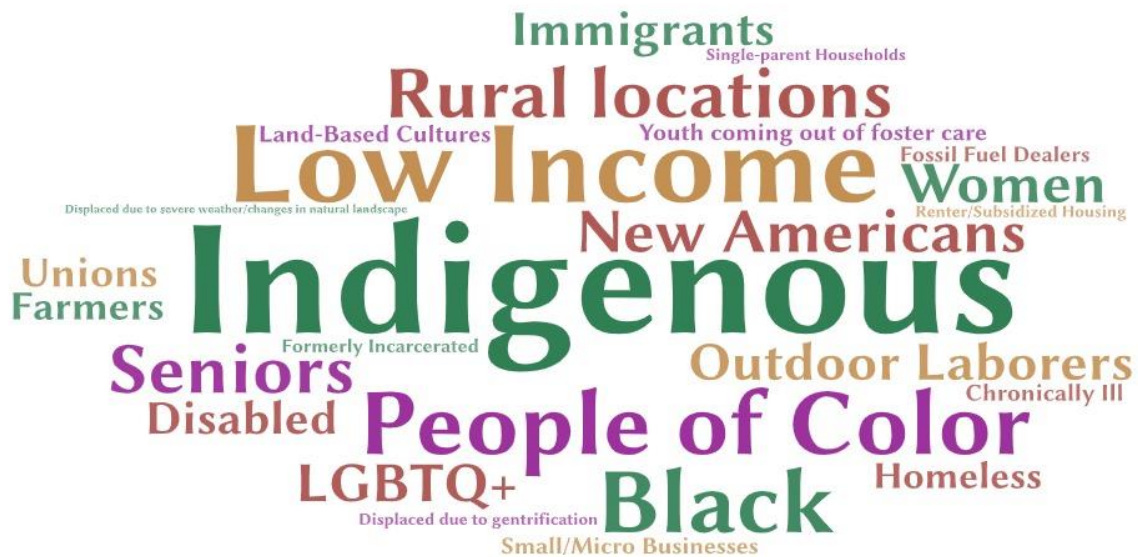 Immigrants
Single-parent Households
Rural locations
Land-Based Cultures
Youth coming out of foster care
Low Income
Fossil Fuel Dealers
Women
Displaced due to severe weather/changes in natural landscape
Renter/Subsidized Housing
New Americans
Indigenous
Unions
Farmers
Formerly Incarcerated
Seniors
Outdoor Laborers
Chronically Ill
Disabled
People of Color
LGBTQ+
Homeless
Black
Displaced due to gentrification
Small/Micro Businesses